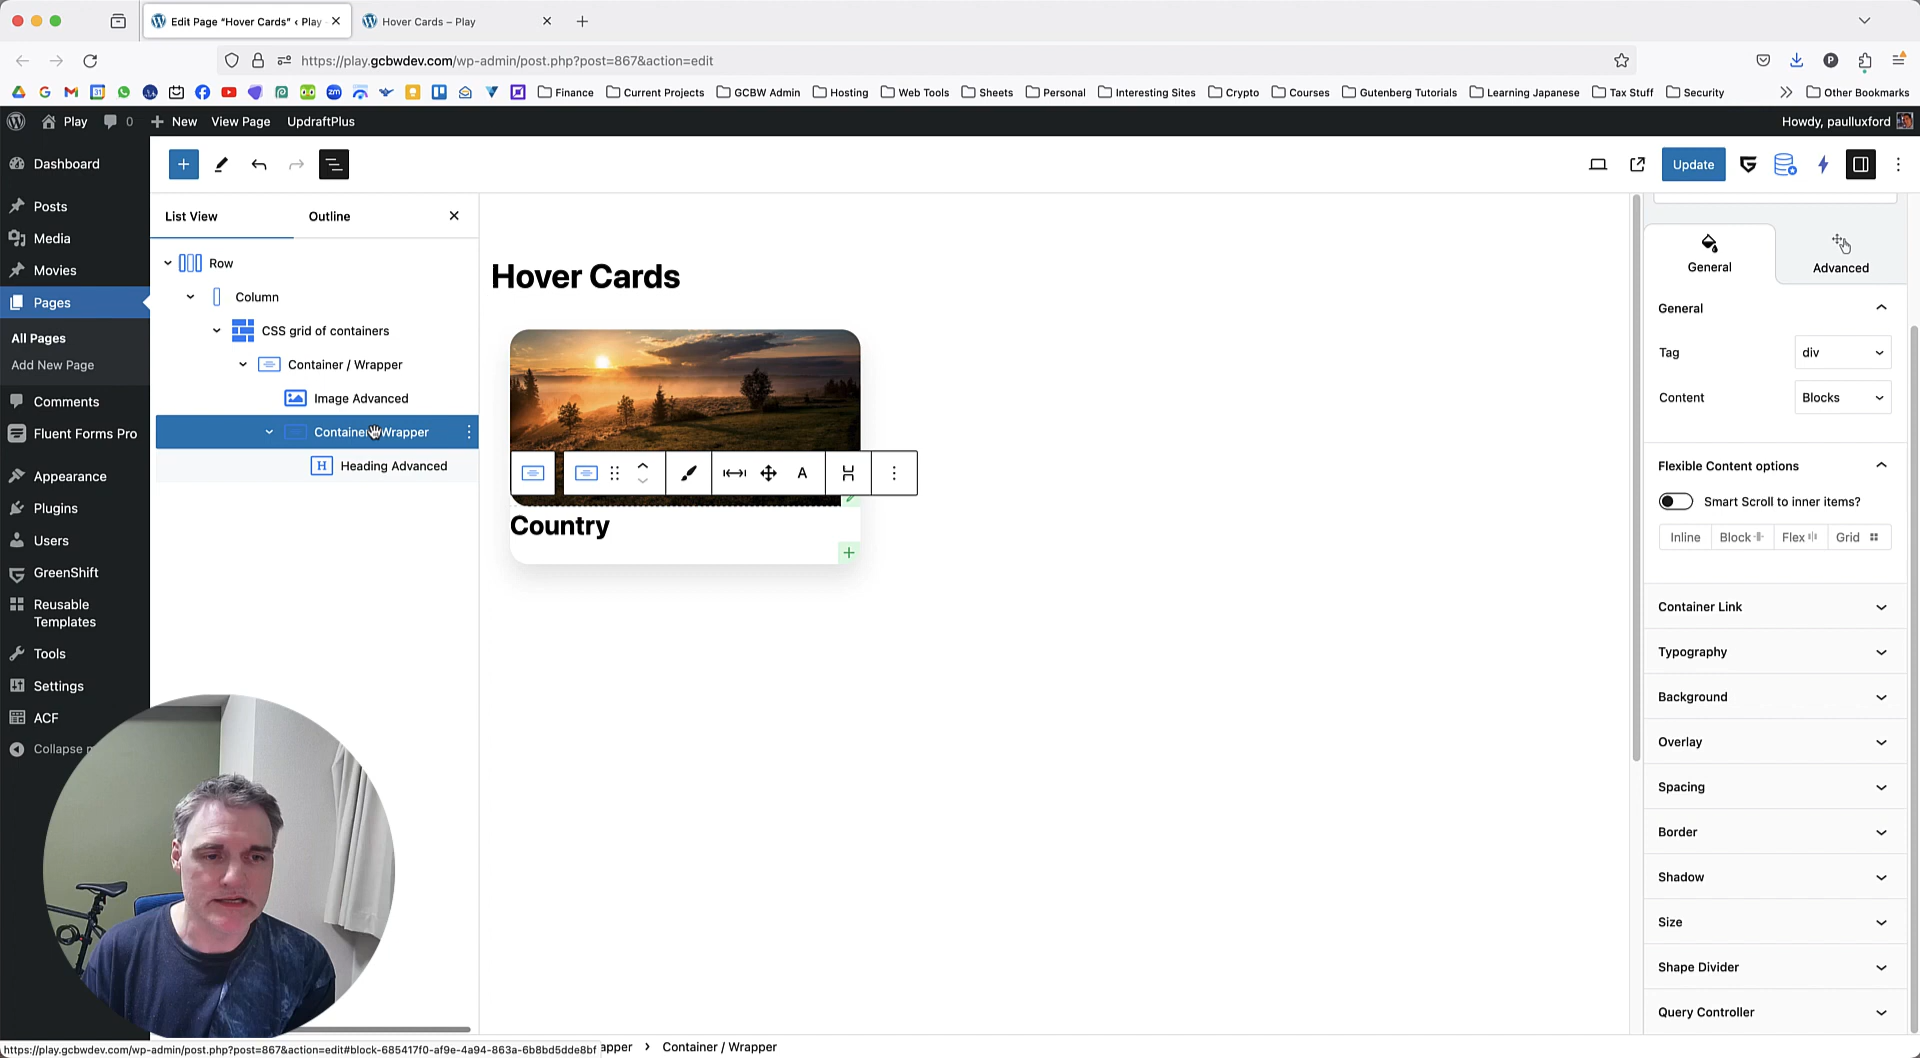 Edit Page “Hover Cards” ‹ Play
Hover Cards – Play
https://play.gcbwdev.com/wp-admin/post.php?post=867&action=edit
Finance
Current Projects
GCBW Admin
Hosting
Web Tools
Sheets
Personal
Interesting Sites
Crypto
Courses
Gutenberg Tutorials
Learning Japanese
Tax Stuff
Security
Other Bookmarks
Play
0
New
View Page
UpdraftPlus
Howdy, paulluxford
Dashboard
Posts
Media
Movies
Pages
All Pages
Add New Page
Comments
Fluent Forms Pro
Appearance
Plugins
Users
GreenShift
Reusable
Templates
Tools
Settings
ACF
Collapse
Update
List View
Outline
Row
Column
CSS grid of containers
Container / Wrapper
Image Advanced
Container Wrapper
Heading Advanced
Hover Cards
Country
General
Advanced
General
Tag
div
Content
Blocks
Flexible Content options
Smart Scroll to inner items?
Inline
Block
Flex
Grid
Container Link
Typography
Background
Overlay
Spacing
Border
Shadow
Size
Shape Divider
Query Controller
https://play.gcbwdev.com/wp-admin/post.php?post=867&action=edit#block-685417f0-af9e-4a94-863a-6b8bd5dde8bf
apper › Container / Wrapper